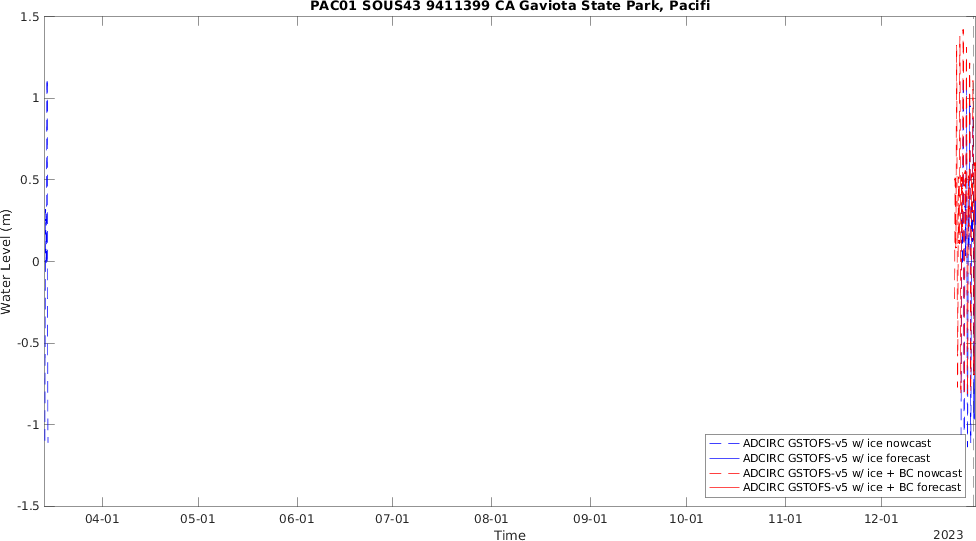 PAC01 SOUS43 9411399 CA Gaviota State Park, Pacifi
1.5
1
0.5
0
-0.5
-1
-1.5
Water Level (m)
04-01 05-01 06-01 07-01 08-01 09-01 10-01 11-01 12-01
Time
2023
ADCIRC GSTOFS-v5 w/ ice nowcast
ADCIRC GSTOFS-v5 w/ ice forecast
ADCIRC GSTOFS-v5 w/ ice + BC nowcast
ADCIRC GSTOFS-v5 w/ ice + BC forecast